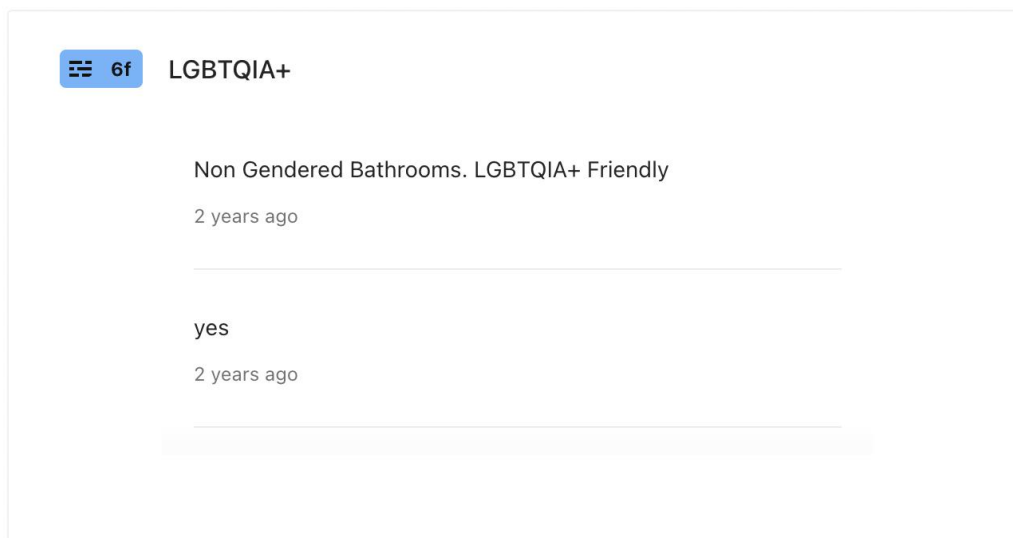 6f LGBTQIA+
Non Gendered Bathrooms. LGBTQIA+ Friendly
2 years ago
yes
2 years ago